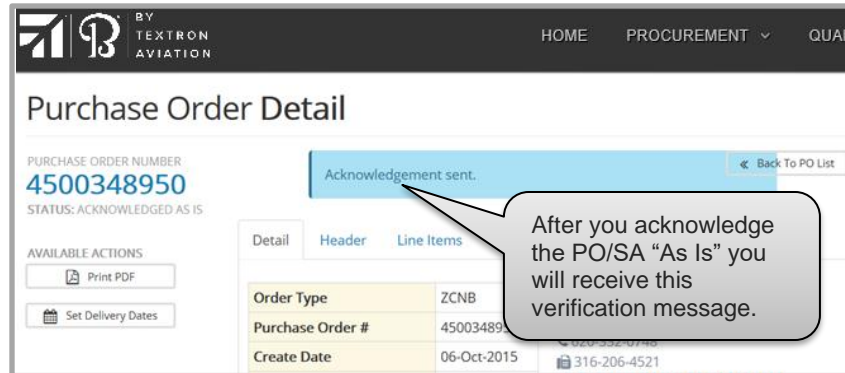 BY
TEXTRON
AVIATION
HOME PROCUREMENT
Purchase Order Detail
PURCHASE ORDER NUMBER
4500348950
STATUS: ACKNOWLEDGED AS IS
Acknowledgement sent.
« Back To PO List
AVAILABLE ACTIONS
Print PDF
Set Delivery Dates
Detail Header Line Items
After you acknowledge
the PO/SA “As Is” you
will receive this
verification message.
Order Type ZCNB
Purchase Order #
Create Date 06-Oct-2015
316-206-4521